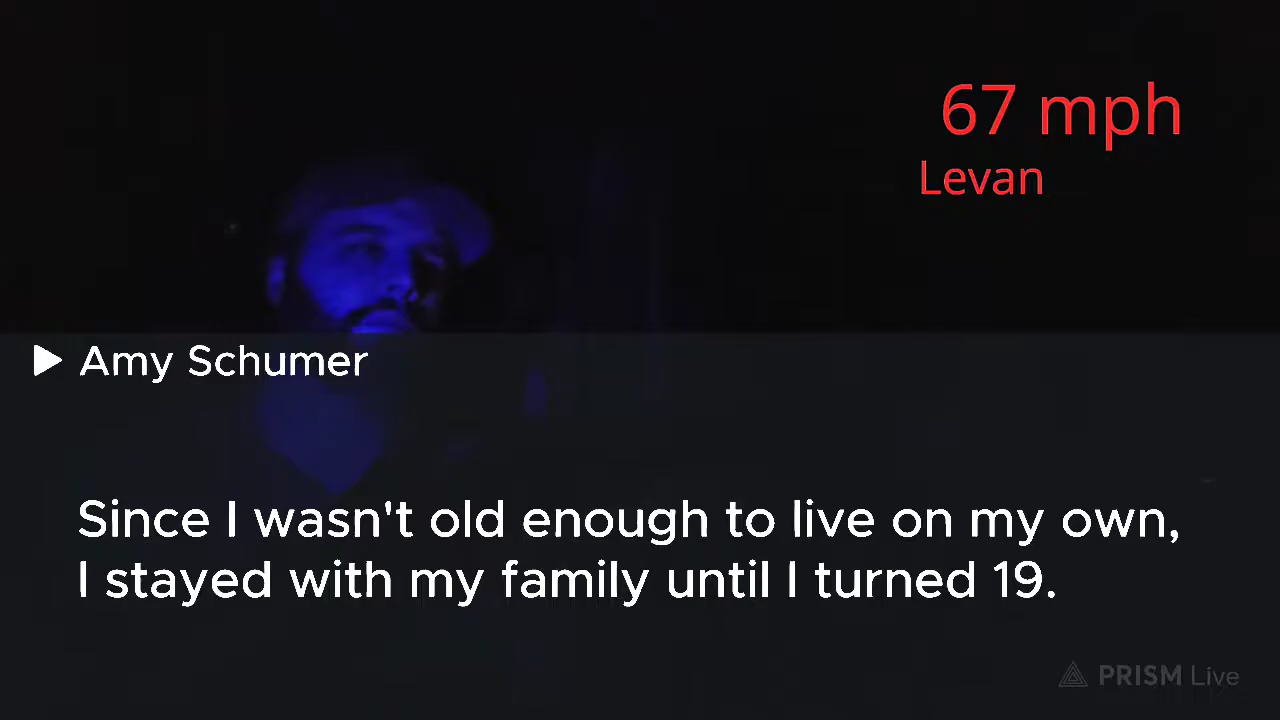 67 mph
Levan
Amy Schumer
Since I wasn't old enough to live on my own,
I stayed with my family until I turned 19.
PRISM Live